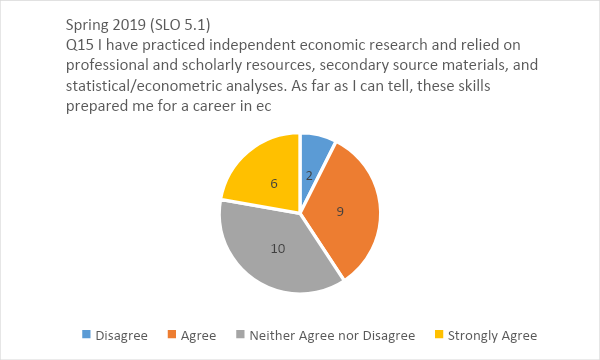 Spring 2019 (SLO 5.1)
Q15 I have practiced independent economic research and relied on
professional and scholarly resources, secondary source materials, and
statistical/econometric analyses. As far as I can tell, these skills
prepared me for a career in ec
2
9
10
6
Disagree
Agree
Neither Agree nor Disagree
Strongly Agree